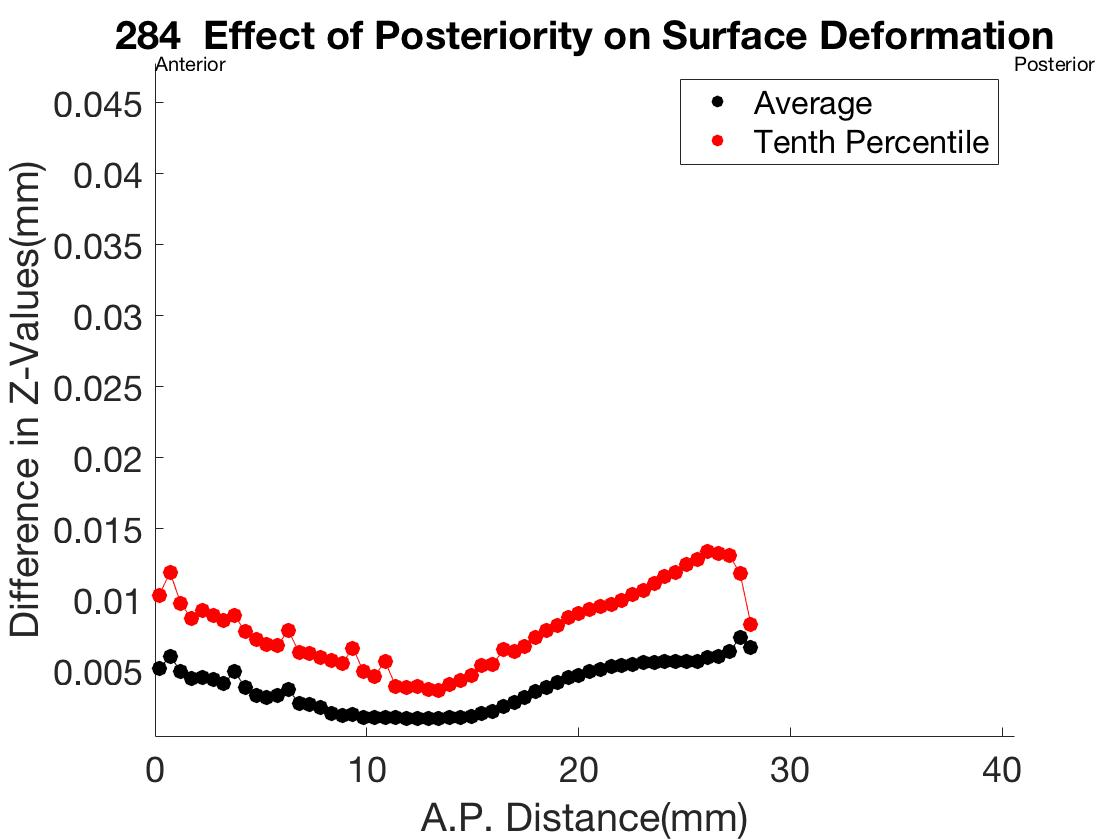 284  Effect of Posteriority on Surface Deformation
Anterior
Posterior
Average
Tenth Percentile
0.045
0.04
0.035
0.03
0.025
0.02
0.015
0.01
0.005
Difference in Z-Values(mm)
0
10
20
30
40
A.P. Distance(mm)